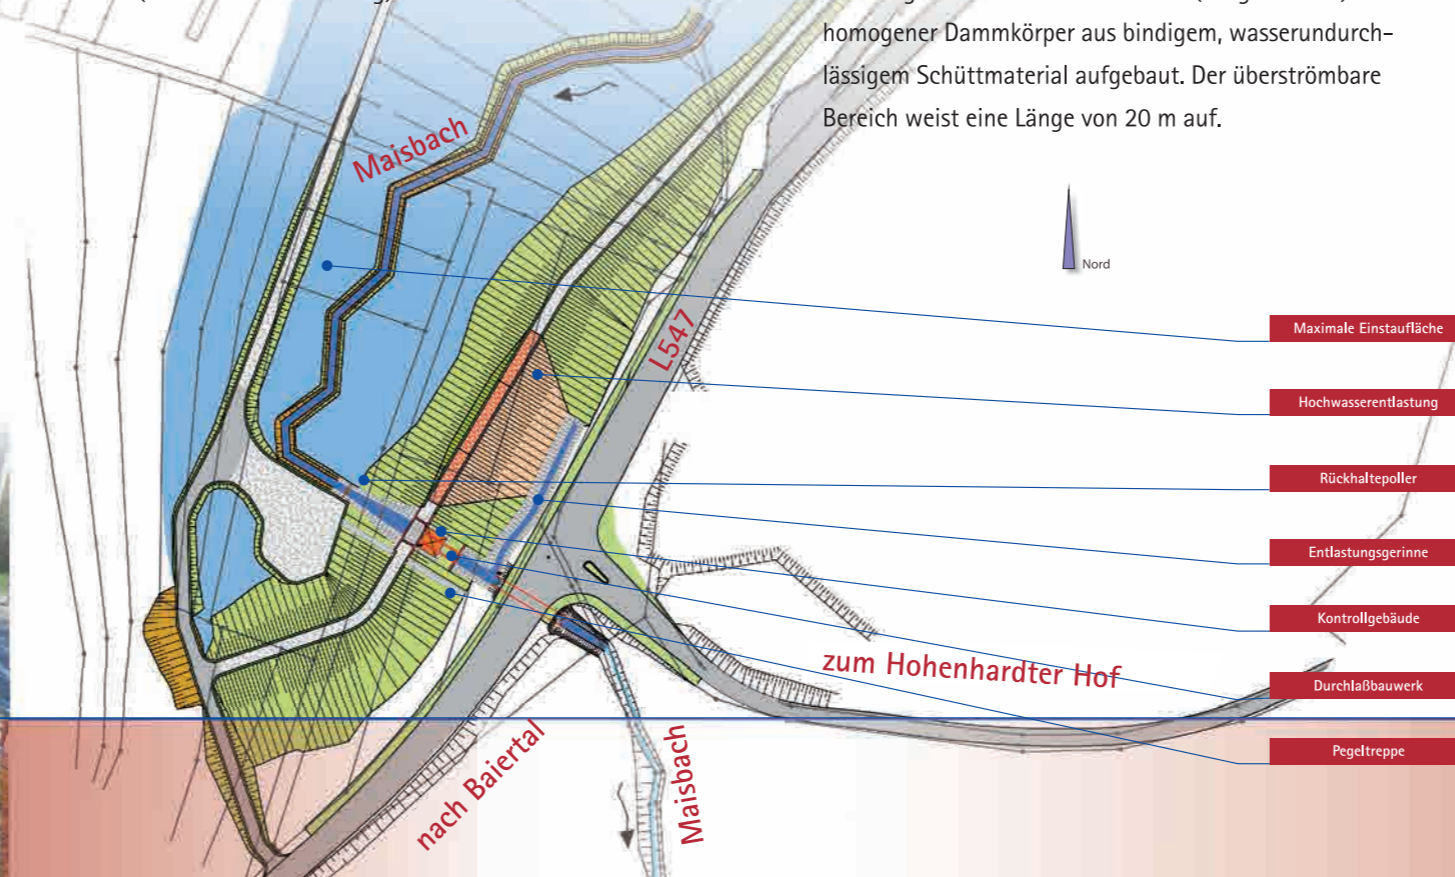 homogener Dammkörper aus bindigem, wasserundurch-
lässigem Schüttmaterial aufgebaut. Der überströmbare
Bereich weist eine Länge von 20 m auf.
Maisbach
Nord
L547
Maximale Einstaufläche
Hochwasserentlastung
Rückhaltepoller
Entlastungsgerinne
Kontrollgebäude
zum Hohenhardter Hof
Durchlaßbauwerk
Pegeltreppe
nach Baiertal
Maisbach